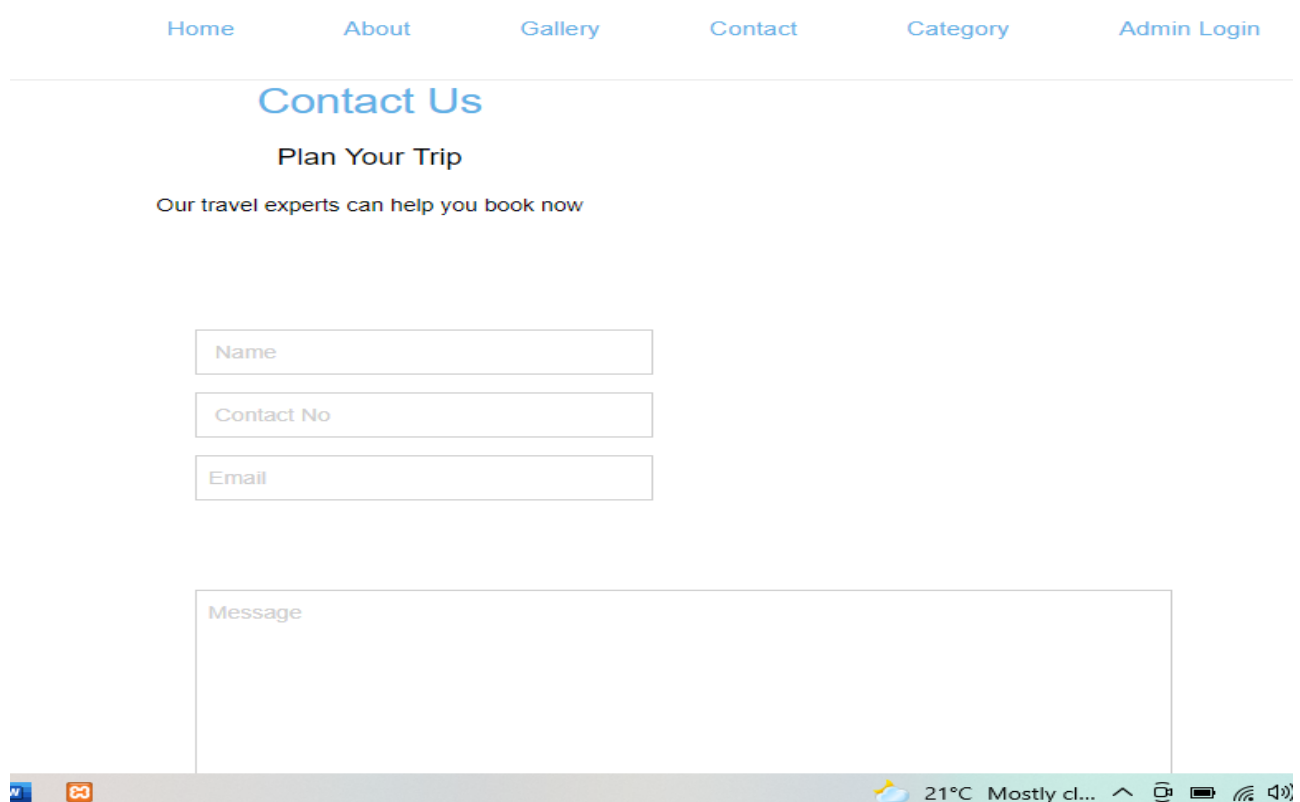 Home About Gallery Contact Category Admin Login
Contact Us
Plan Your Trip
Our travel experts can help you book now
Name
Contact No
Email
Message
21°C Mostly cl...